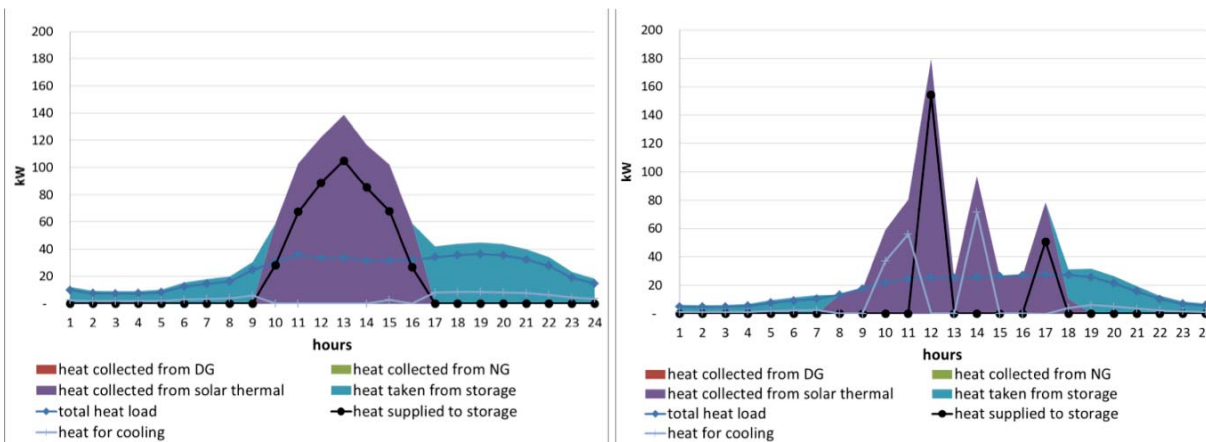 200
180
160
140
120
100
80
60
40
20
-
kW
1 2 3 4 5 6 7 8 9 10 11 12 13 14 15 16 17 18 19 20 21 22 23 24
hours
heat collected from DG heat collected from NG
heat collected from solar thermal heat taken from storage
total heat load heat supplied to storage
heat for cooling
200
180
160
140
120
100
80
60
40
20
-
kW
1 2 3 4 5 6 7 8 9 10 11 12 13 14 15 16 17 18 19 20 21 22 23 2
hours
heat collected from DG heat collected from NG
heat collected from solar thermal heat taken from storage
total heat load heat supplied to storage
heat for cooling